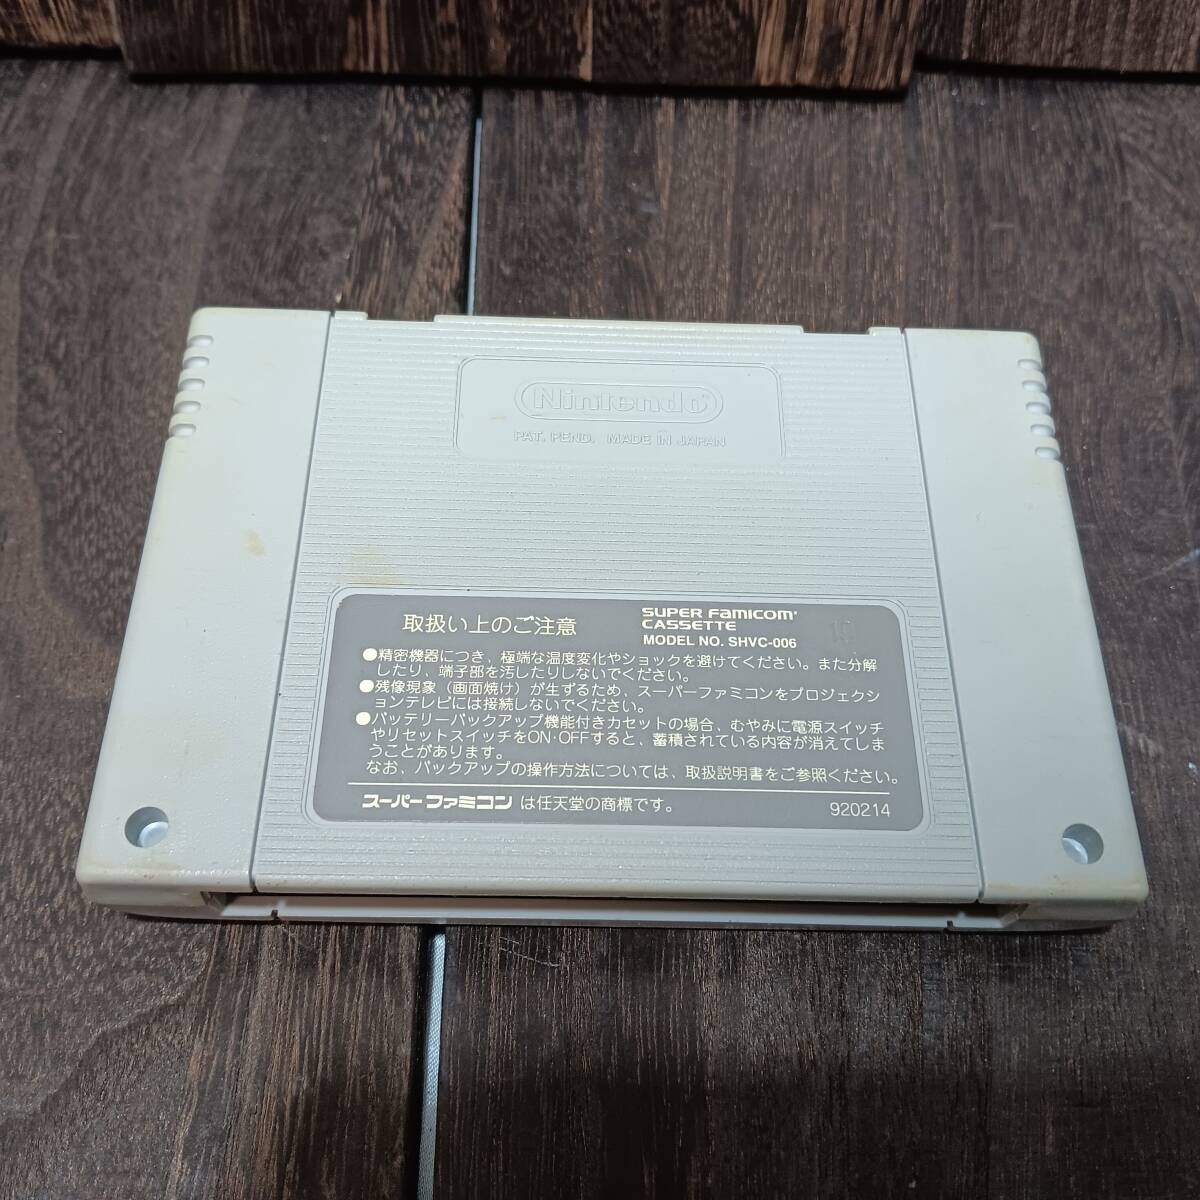 Nintendo
PAT. PEND. MADE IN JAPAN
取扱い上のご注意
SUPER FAMICOM
CASSETTE
MODEL NO. SHVC-006
●精密機器につき、極端な温度変化やショックを避けてください。また分解
したり、端子部を汚したりしないでください。
●残像現象（画面焼け）が生ずるため、スーパーファミコンをプロジェクシ
ョンテレビには接続しないでください。
●バッテリーバックアップ機能付きカセットの場合、むやみに電源スイッチ
やリセットスイッチをON・OFFすると、蓄積されている内容が消えてしま
うことがあります。
なお、バックアップの操作方法については、取扱説明書をご参照ください。
スーパーファミコンは任天堂の商標です。
920214